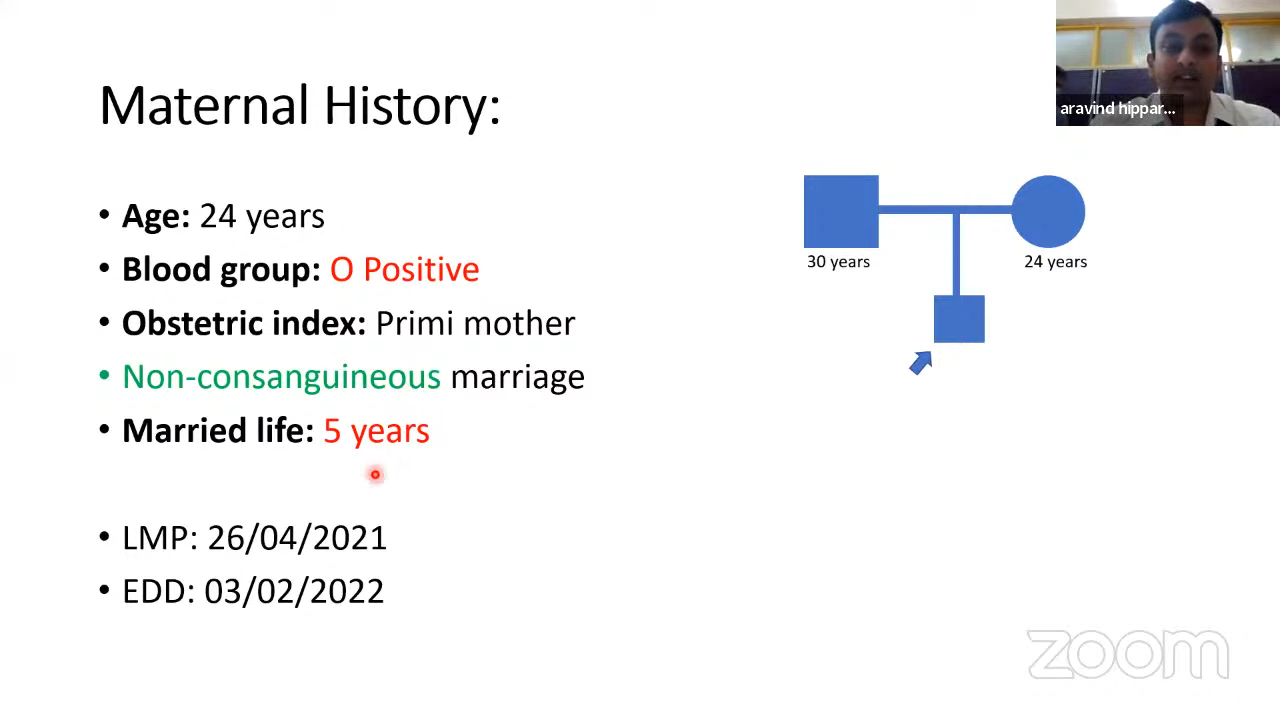 Maternal History:
• Age: 24 years
• Blood group: O Positive
• Obstetric index: Primi mother
• Non-consanguineous marriage
• Married life: 5 years
• LMP: 26/04/2021
• EDD: 03/02/2022
30 years
24 years
aravind hippar...
zoom